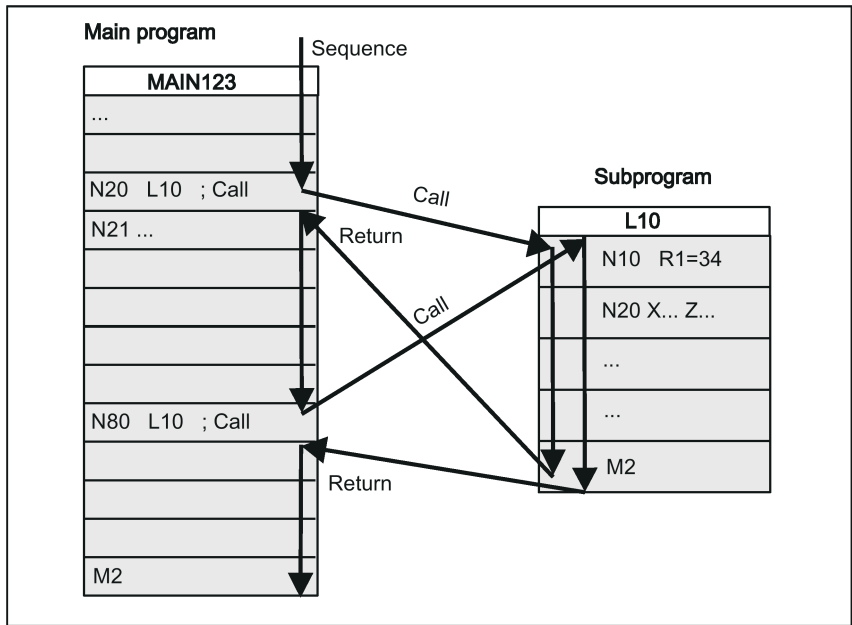 Main program
Sequence
MAIN123
...
N20 L10 ; Call
N21 ...
N80 L10 ; Call
M2
Call
Return
Call
Return
Subprogram
L10
N10 R1=34
N20 X... Z...
...
...
M2